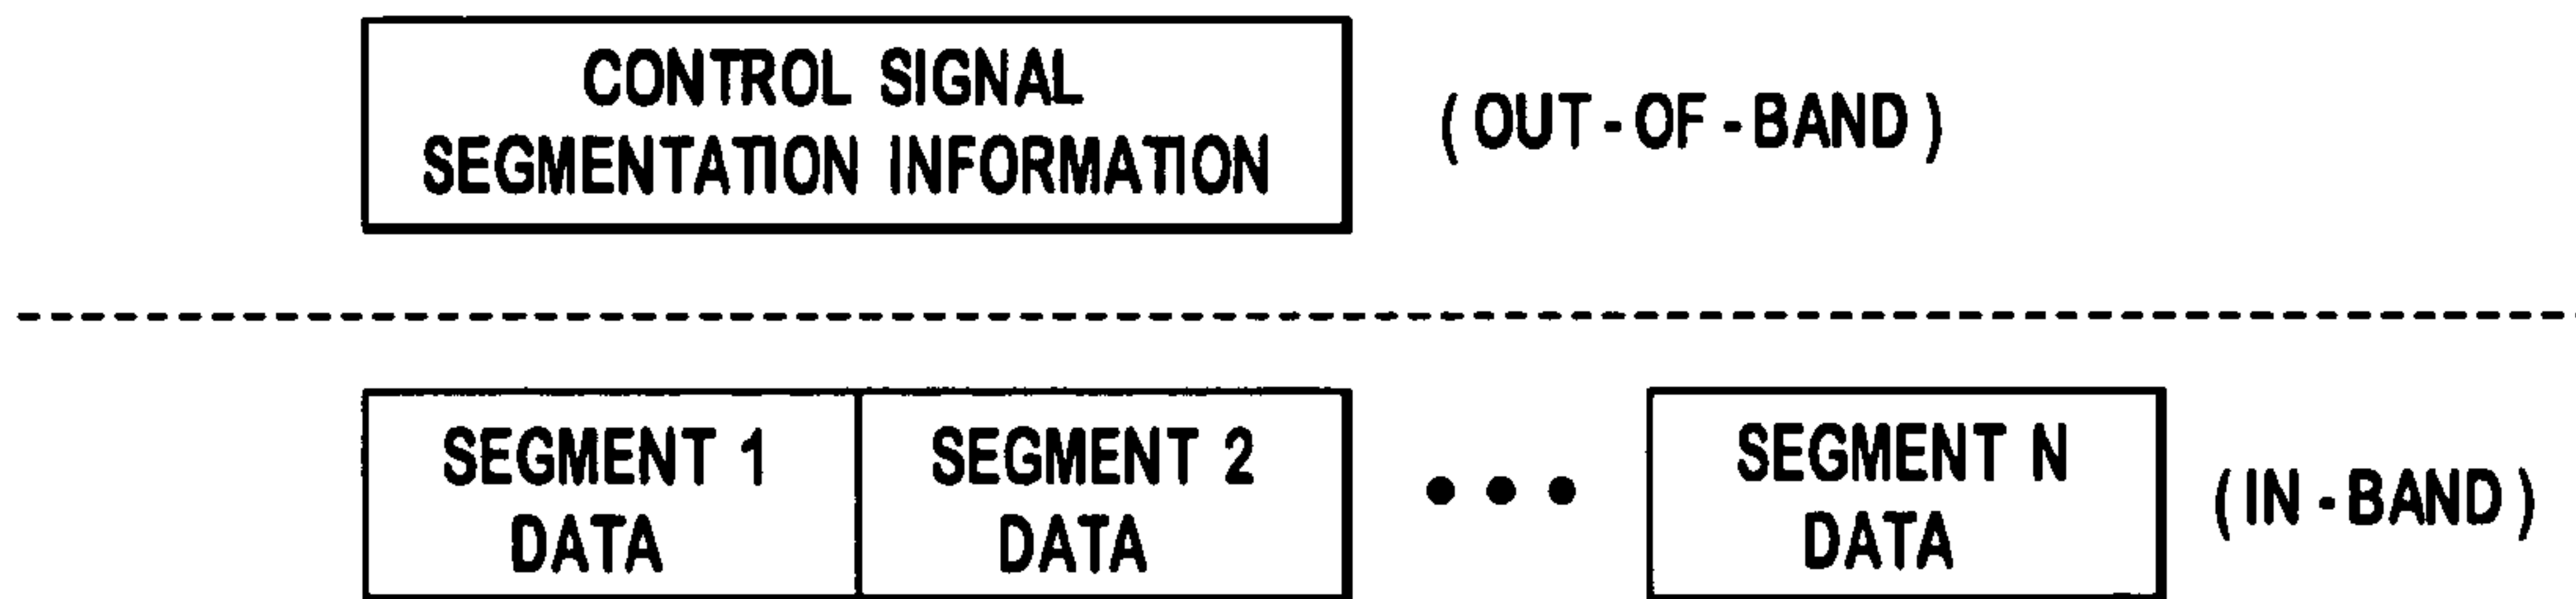 CONTROL SIGNAL
SEGMENTATION INFORMATION
(OUT-OF-BAND)
SEGMENT 1
DATA
SEGMENT 2
DATA
• • •
SEGMENT N
DATA
(IN-BAND)